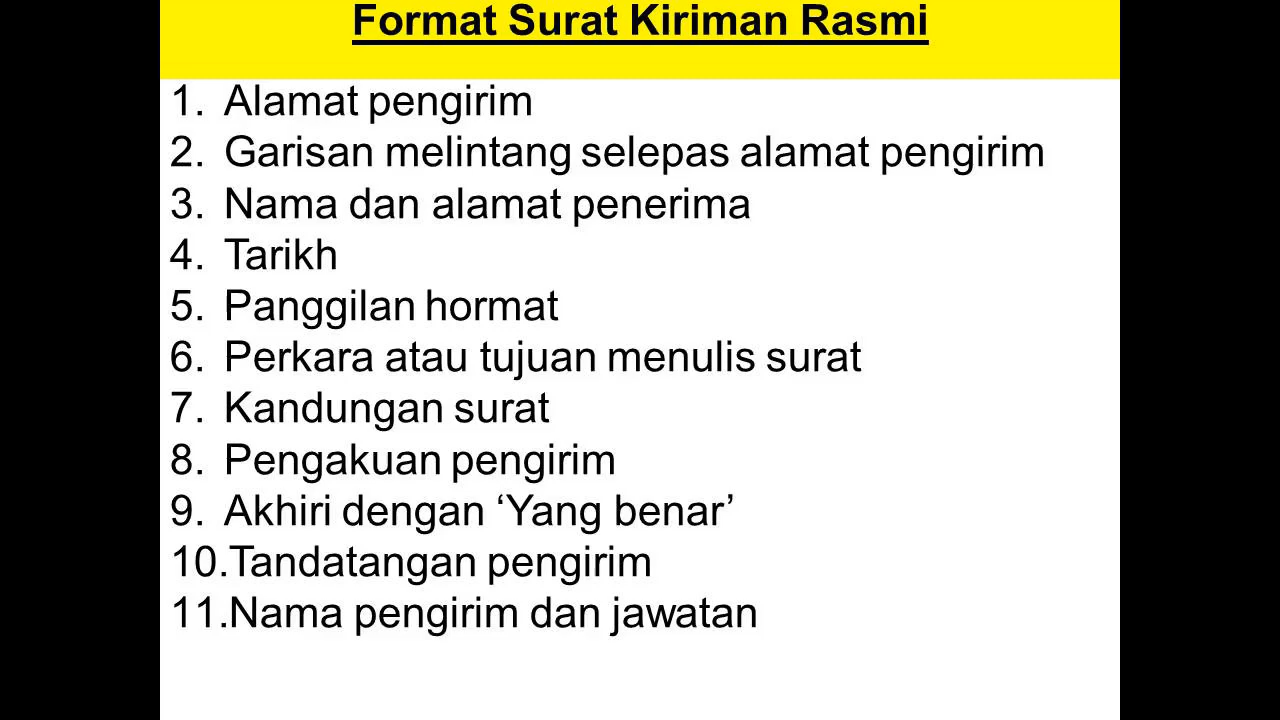 Format Surat Kiriman Rasmi
1. Alamat pengirim
2. Garisan melintang selepas alamat pengirim
3. Nama dan alamat penerima
4. Tarikh
5. Panggilan hormat
6. Perkara atau tujuan menulis surat
7. Kandungan surat
8. Pengakuan pengirim
9. Akhiri dengan ‘Yang benar’
10.Tandatangan pengirim
11.Nama pengirim dan jawatan